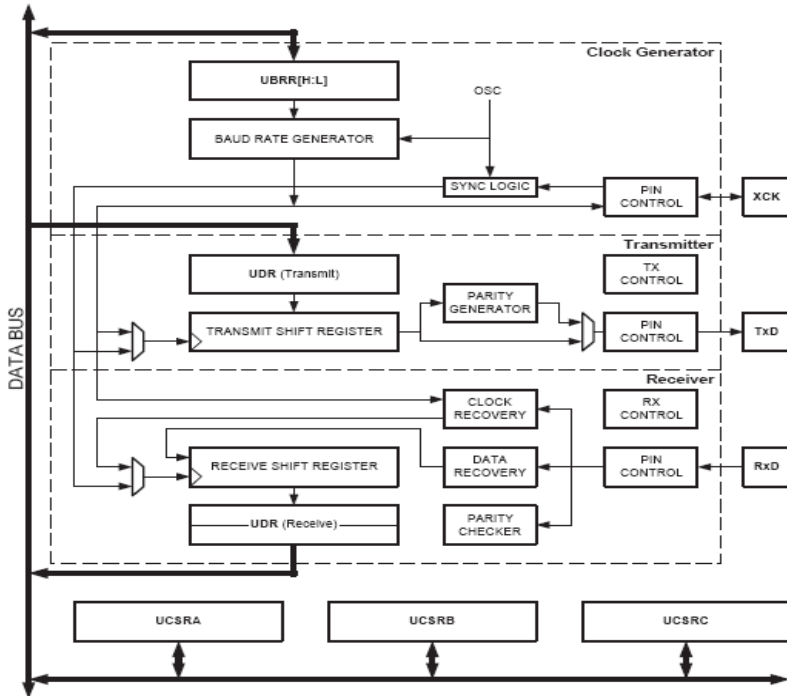 Clock Generator
UBRR[H:L]
OSC
BAUD RATE GENERATOR
SYNC LOGIC
PIN
CONTROL
XCK
Transmitter
UDR (Transmit)
TX
CONTROL
PARITY
GENERATOR
TRANSMIT SHIFT REGISTER
PIN
CONTROL
TxD
DATA BUS
Receiver
CLOCK
RECOVERY
RX
CONTROL
RECEIVE SHIFT REGISTER
DATA
RECOVERY
PIN
CONTROL
RxD
UDR (Receive)
PARITY
CHECKER
UCSRA
UCSRB
UCSRC